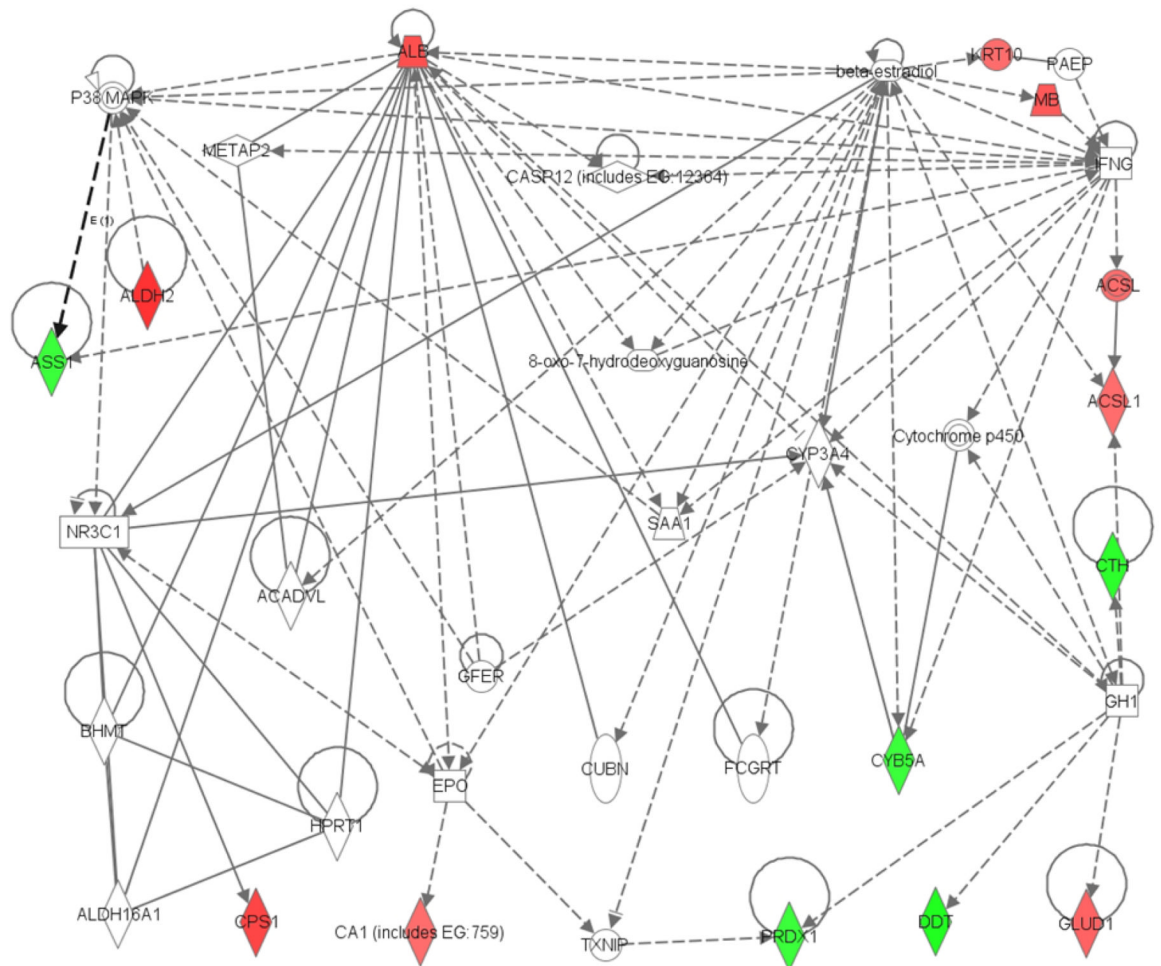 ALB
KRT10
PAEP
beta-estradiol
P38 MAPK
MB
METAP2
IFNG
CASP12 (includes EG:12364)
E (1)
ALDH2
ACSL
ASS1
8-oxo-7-hydrodeoxyguanosine
ACSL1
Cytochrome p450
CYP3A4
SAA1
NR3C1
CTH
ACADVL
GFER
GH1
BHMT
CUBN
FCGRT
CYB5A
EPO
HPRT1
ALDH16A1
CPS1
CA1 (includes EG:759)
TXNIP
PRDX1
DDT
GLUD1